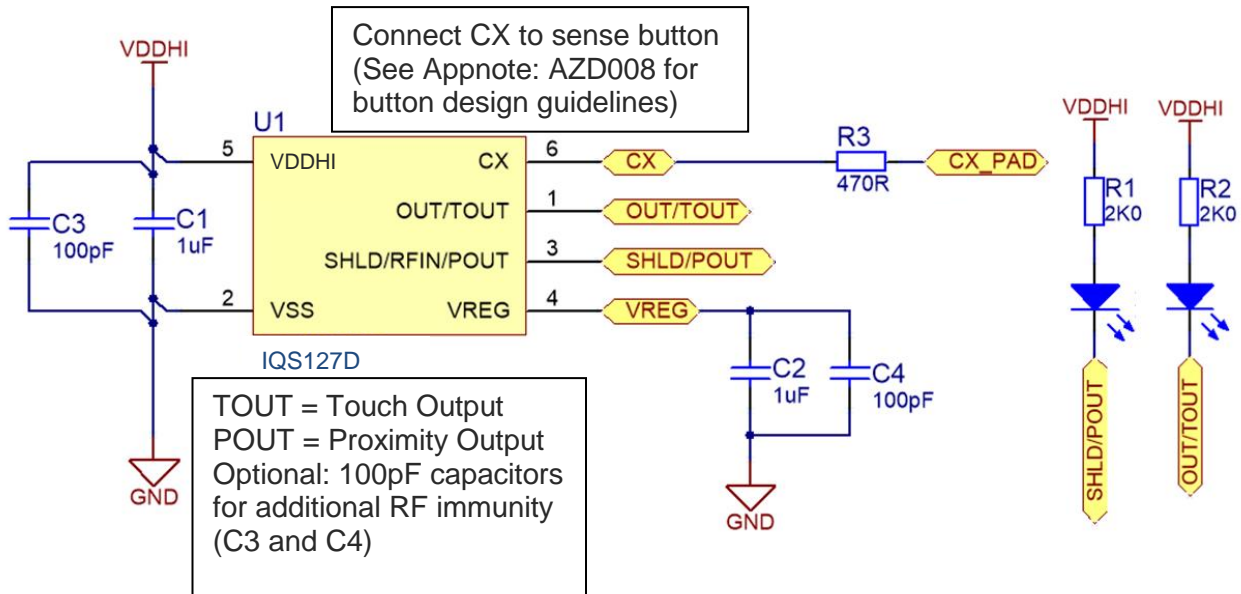 Connect CX to sense button
(See Appnote: AZD008 for
button design guidelines)
VDDHI
U1
5
VDDHI
CX
6
CX
R3
470R
CX_PAD
VDDHI
VDDHI
R1
2K0
R2
2K0
C3
100pF
C1
1uF
OUT/TOUT
1
OUT/TOUT
SHLD/RFIN/POUT
3
SHLD/POUT
2
VSS
VREG
4
VREG
IQS127D
C2
1uF
C4
100pF
SHLD/POUT
OUT/TOUT
TOUT = Touch Output
POUT = Proximity Output
Optional: 100pF capacitors
for additional RF immunity
(C3 and C4)
GND
GND